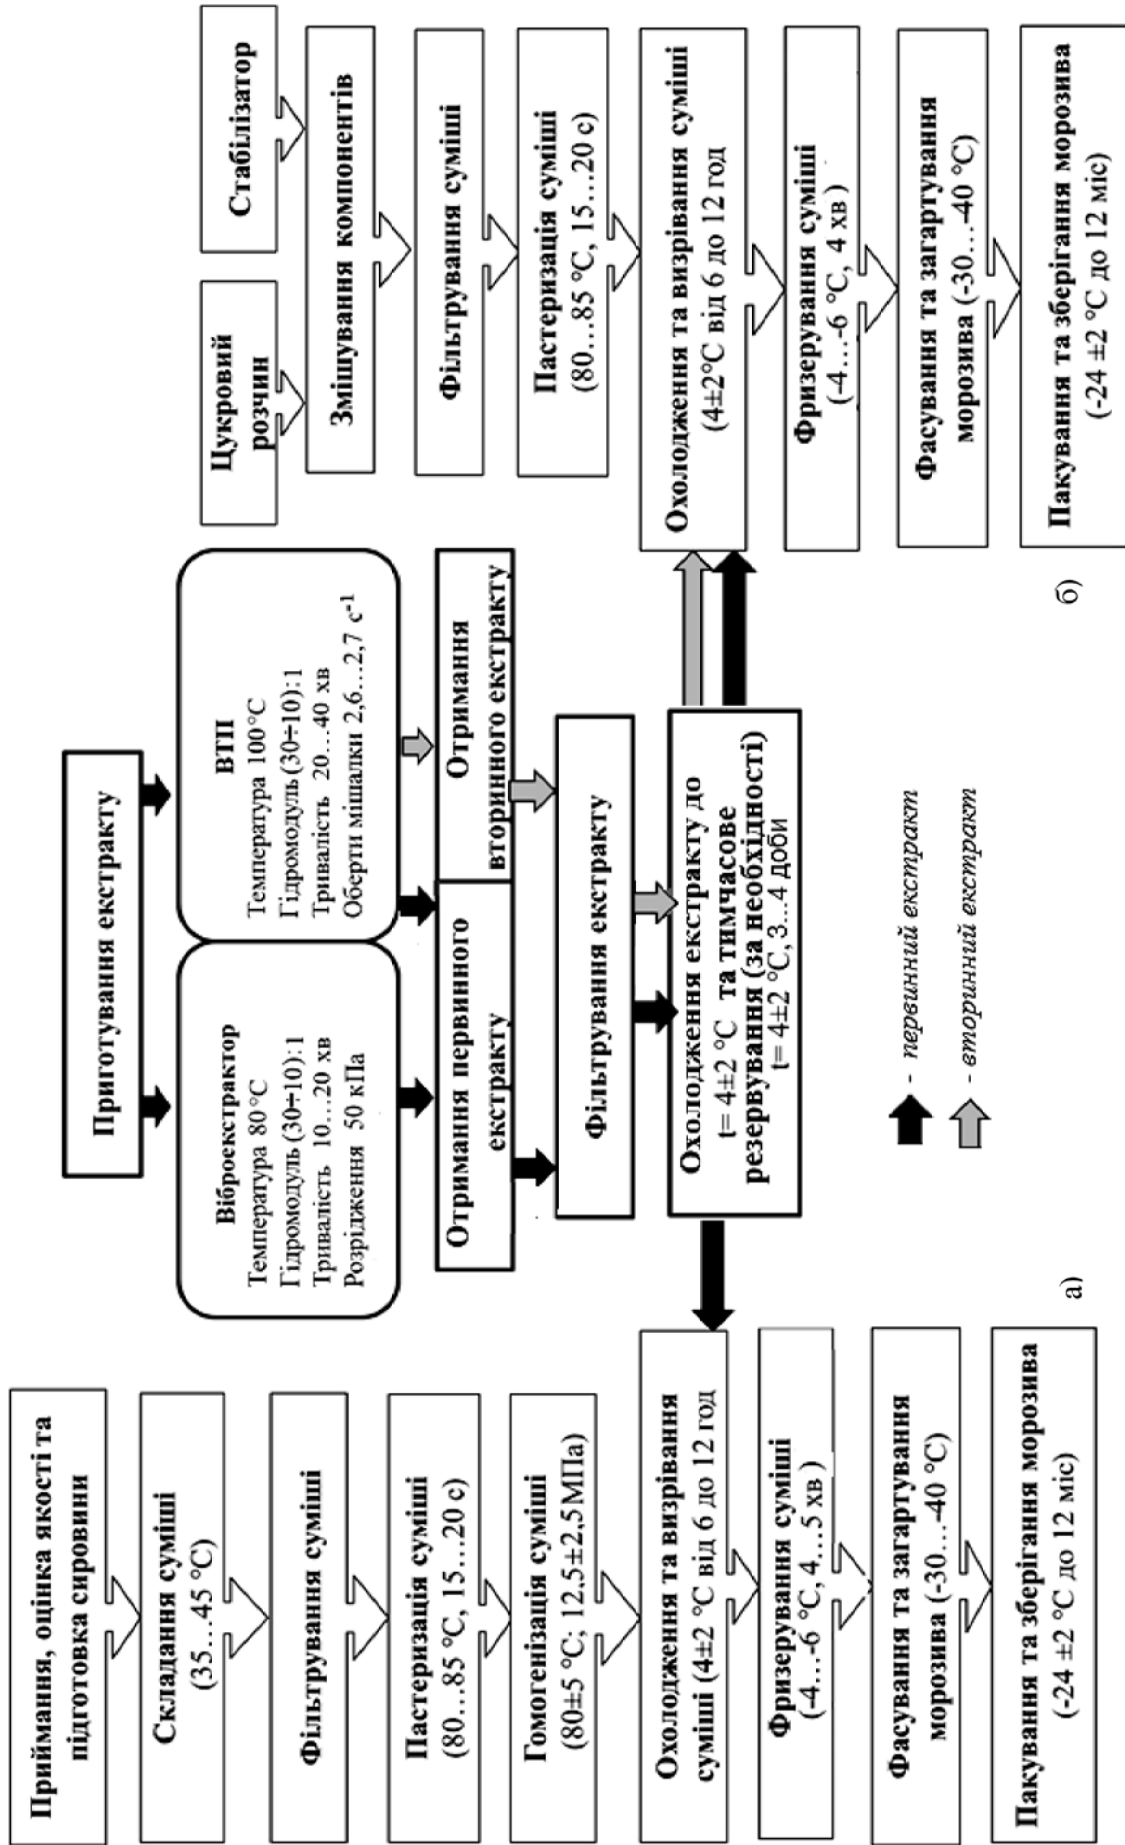 Приймання, оцінка якості та
підготовка сировини
Складання суміші
(35…45 °С)
Фільтрування суміші
Пастеризація суміші
(80…85 °С, 15…20 с)
Гомогенізація суміші
(80±5 °С; 12,5±2,5МПа)
Охолодження та визрівання
суміші (4±2 °С від 6 до 12 год
Фризерування суміші
(-4…-6 °С, 4…5 хв )
Фасування та загартування
морозива (-30…-40 °С)
Пакування та зберігання морозива
(-24 ±2 °С до 12 міс)
а)
Приготування екстракту
Віброекстрактор
Температура 80°С
Гідромодуль (30÷10):1
Тривалість 10…20 хв
Розрідження 50 кПа
ВТП
Температура 100°С
Гідромодуль (30÷10):1
Тривалість 20…40 хв
Оберти мішалки 2,6…2,7 с⁻¹
Отримання первинного
екстракту
Отримання
вторинного екстракту
Фільтрування екстракту
Охолодження екстракту до
t= 4±2 °С та тимчасове
резервування (за необхідності)
t= 4±2 °С, 3…4 доби
- первинний екстракт
- вторинний екстракт
Цукровий
розчин
Стабілізатор
Змішування компонентів
Фільтрування суміші
Пастеризація суміші
(80…85 °С, 15…20 с)
Охолодження та визрівання суміші
(4±2°С від 6 до 12 год
Фризерування суміші
(-4…-6 °С, 4 хв )
Фасування та загартування
морозива (-30…-40 °С)
Пакування та зберігання морозива
(-24 ±2 °С до 12 міс)
б)